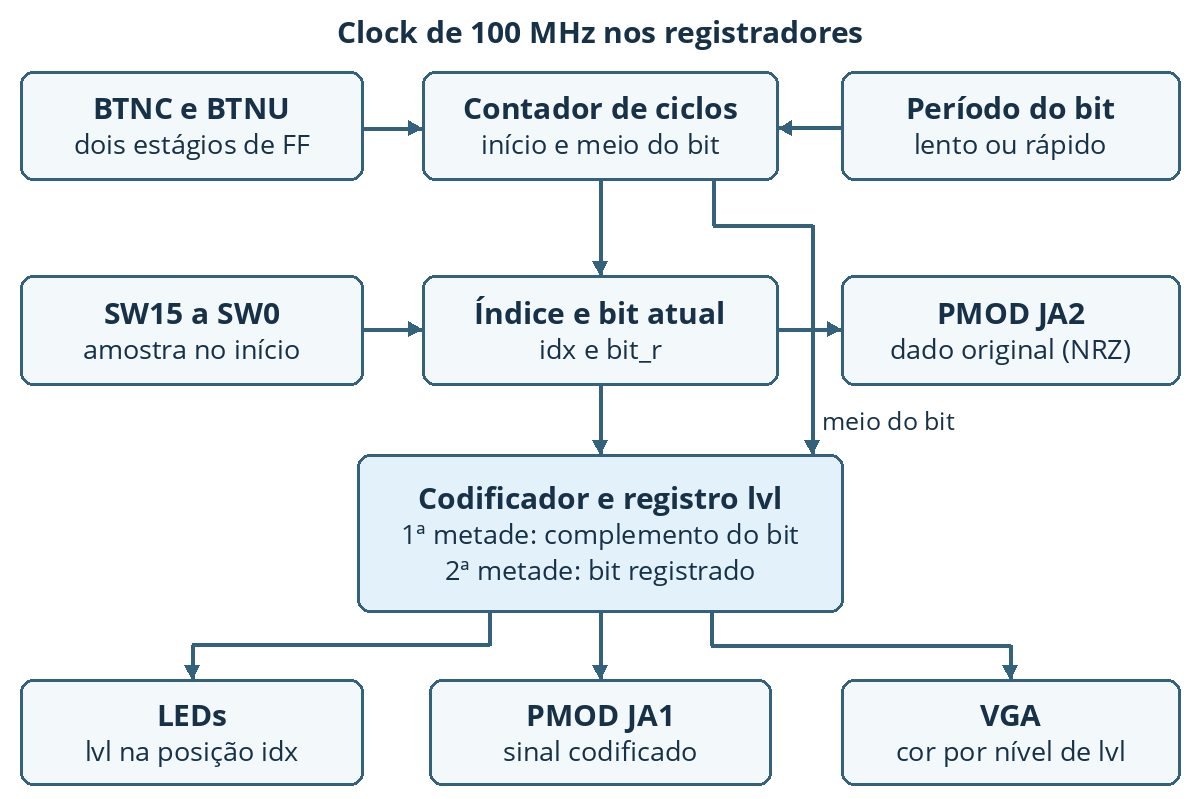 Clock de 100 MHz nos registradores
BTNC e BTNU
dois estágios de FF
Contador de ciclos
início e meio do bit
Período do bit
lento ou rápido
SW15 a SW0
amostra no início
Índice e bit atual
idx e bit_r
PMOD JA2
dado original (NRZ)
meio do bit
Codificador e registro lvl
1ª metade: complemento do bit
2ª metade: bit registrado
LEDs
lvl na posição idx
PMOD JA1
sinal codificado
VGA
cor por nível de lvl